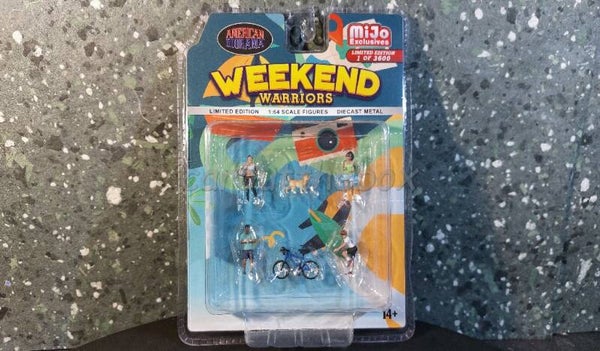 AMERICAN
DIORAMA
MiJo
Exclusives
LIMITED EDITION
1 OF 3600
WEEKEND
WARRIORS
LIMITED EDITION 1:64 SCALE FIGURES DIECAST METAL
14+